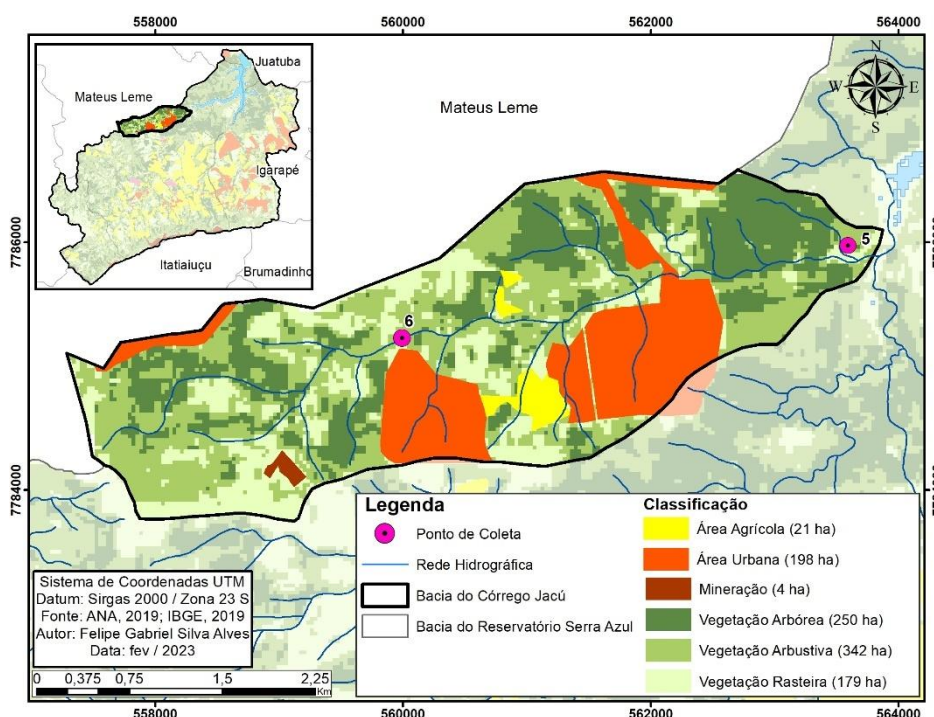 558000 560000 562000 564000
Juatuba
Mateus Leme
Igarapé
Itatiaiuçu
Brumadinho
Mateus Leme
N
W E
S
7786000
5
6
7784000
Legenda
Ponto de Coleta
Rede Hidrográfica
Bacia do Córrego Jacú
Bacia do Reservatório Serra Azul
Classificação
Área Agrícola (21 ha)
Área Urbana (198 ha)
Mineração (4 ha)
Vegetação Arbórea (250 ha)
Vegetação Arbustiva (342 ha)
Vegetação Rasteira (179 ha)
Sistema de Coordenadas UTM
Datum: Sirgas 2000 / Zona 23 S
Fonte: ANA, 2019; IBGE, 2019
Autor: Felipe Gabriel Silva Alves
Data: fev / 2023
0 0,375 0,75 1,5 2,25
Km
558000 560000 562000 564000